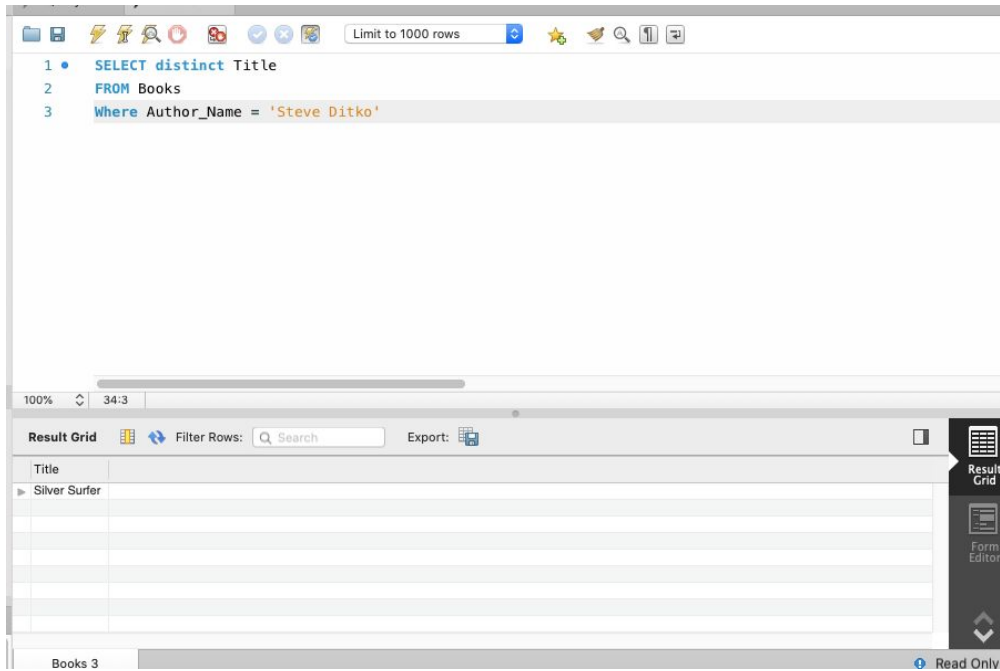 Limit to 1000 rows
1 SELECT distinct Title
2 FROM Books
3 Where Author_Name = 'Steve Ditko'
100% 34:3
Result Grid Filter Rows: Search Export:
Title
Silver Surfer
Result
Grid
Form
Editor
Books 3 Read Only